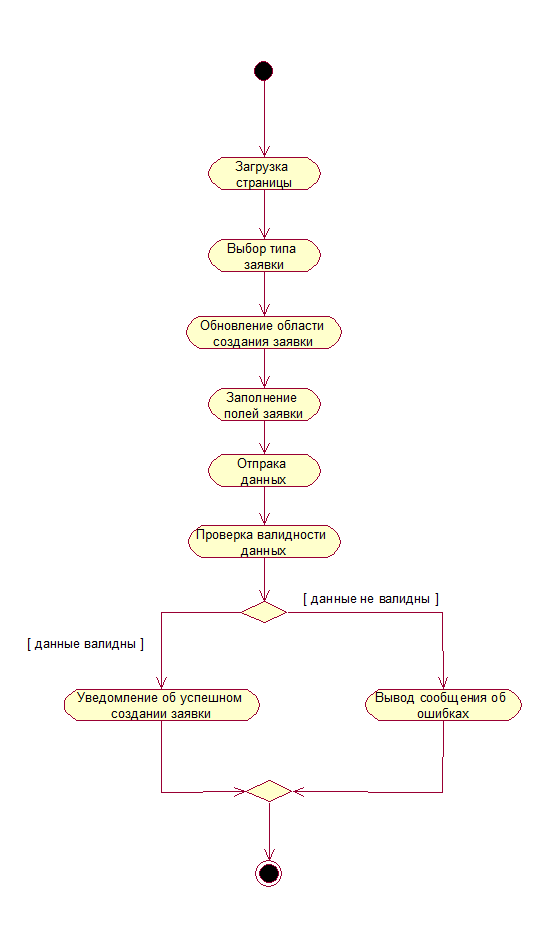 Загрузка
страницы
Выбор типа
заявки
Обновление области
создания заявки
Заполнение
полей заявки
Отпрака
данных
Проверка валидности
данных
[ данные не валидны ]
[ данные валидны ]
Уведомление об успешном
создании заявки
Вывод сообщения об
ошибках